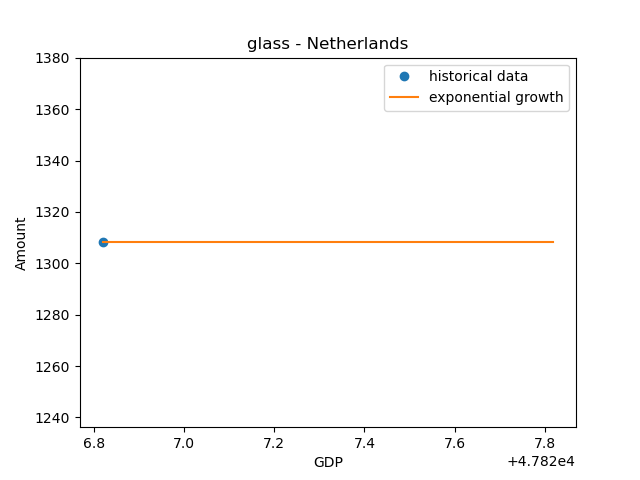 glass - Netherlands
historical data
exponential growth
Amount
1380
1360
1340
1320
1300
1280
1260
1240
6.8 7.0 7.2 7.4 7.6 7.8
GDP
+4.782e4